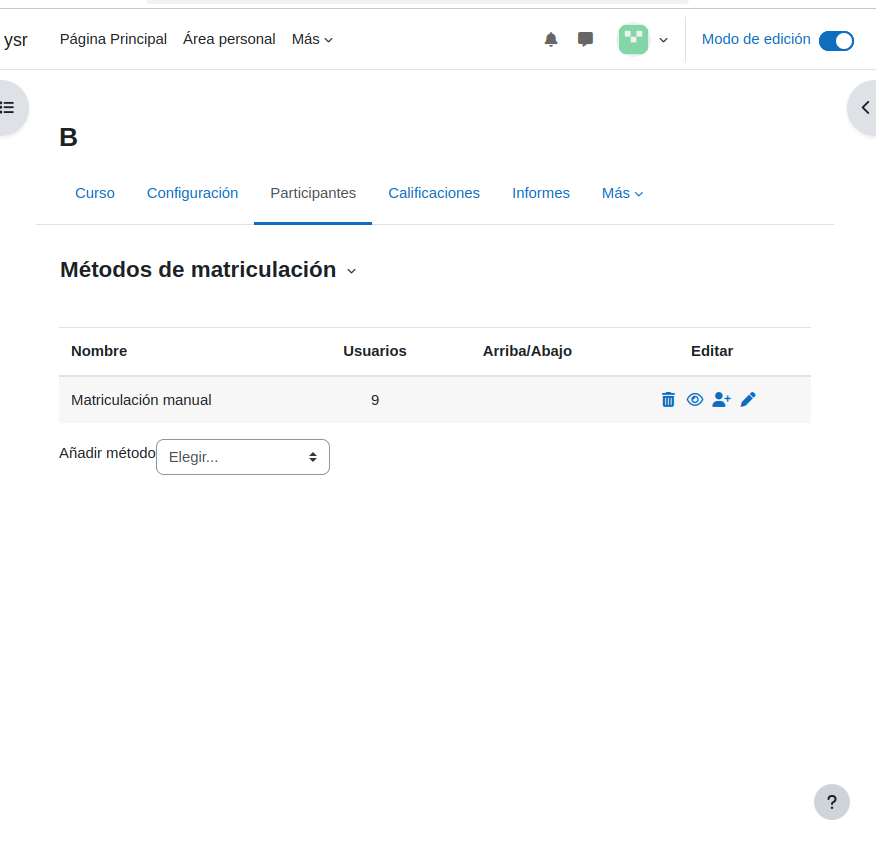 ysr Página Principal Área personal Más Modo de edición
B
Curso Configuración Participantes Calificaciones Informes Más
Métodos de matriculación
Nombre Usuarios Arriba/Abajo Editar
Matriculación manual 9
Añadir método Elegir...
?